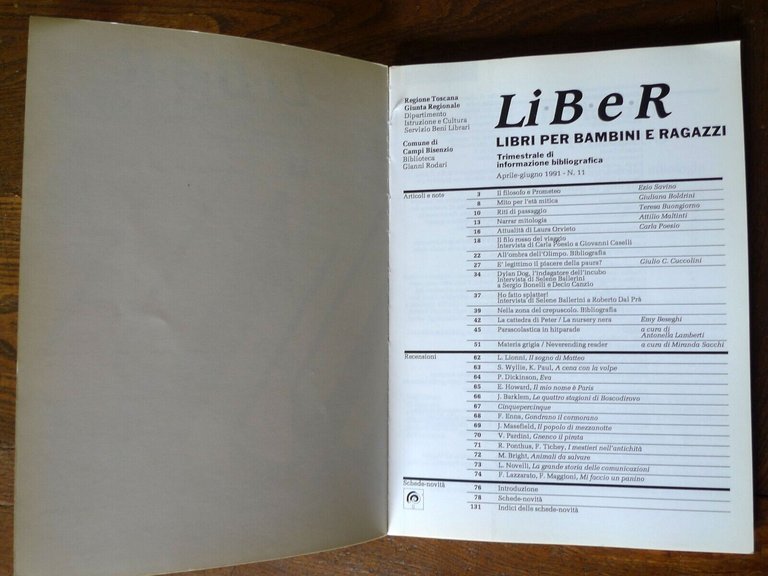 Regione Toscana
Giunta Regionale
Dipartimento
Istruzione e Cultura
Servizio Beni Librari
Comune di
Campi Bisenzio
Biblioteca
Gianni Rodari
LiBeR
LIBRI PER BAMBINI E RAGAZZI
Trimestrale di
informazione bibliografica
Aprile-giugno 1991 - N. 11
Articoli e note
3 Il filosofo e Prometeo Ezio Savino
8 Mito per l'età mitica Giuliana Boldrini
10 Riti di passaggio Teresa Buongiorno
13 Narrar mitologia Attilio Maltinti
16 Attualità di Laura Orvieto Carla Poesio
18 Il filo rosso del viaggio
Intervista di Carla Poesio a Giovanni Caselli
22 All'ombra dell'Olimpo. Bibliografia
27 E' legittimo il piacere della paura? Giulio C. Cuccolini
34 Dylan Dog, l'indagatore dell'incubo
Intervista di Selene Ballerini
a Sergio Bonelli e Decio Canzio
37 Ho fatto splatter!
Intervista di Selene Ballerini a Roberto Dal Prà
39 Nella zona del crepuscolo. Bibliografia
42 La cattedra di Peter / La nursery nera Emy Beseghi
45 Parascolastica in hitparade a cura di
Antonella Lamberti
51 Materia grigia / Neverending reader a cura di Miranda Sacchi
Recensioni
62 L. Lionni, Il sogno di Matteo
63 S. Wyllie, K. Paul, A cena con la volpe
64 P. Dickinson, Eva
65 E. Howard, Il mio nome è Paris
66 J. Barklem, Le quattro stagioni di Boscodirovo
67 Cinquepercinque
68 F. Enna, Gondrano il cormorano
69 J. Masefield, Il popolo di mezzanotte
70 V. Pardini, Gnenco il pirata
71 R. Ponthus, F. Tichey, I mestieri nell'antichità
72 M. Bright, Animali da salvare
73 L. Novelli, La grande storia delle comunicazioni
74 F. Lazzarato, F. Maggioni, Mi faccio un panino
Schede-novità
76 Introduzione
78 Schede-novità
131 Indici delle schede-novità